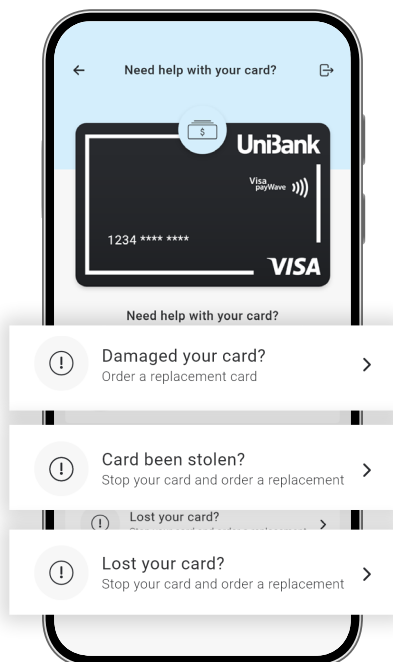 Need help with your card?
$
UniBank
Visa
payWave
1234 **** ****
VISA
Need help with your card?
Damaged your card?
Order a replacement card
Card been stolen?
Stop your card and order a replacement
Lost your card?
Lost your card?
Stop your card and order a replacement